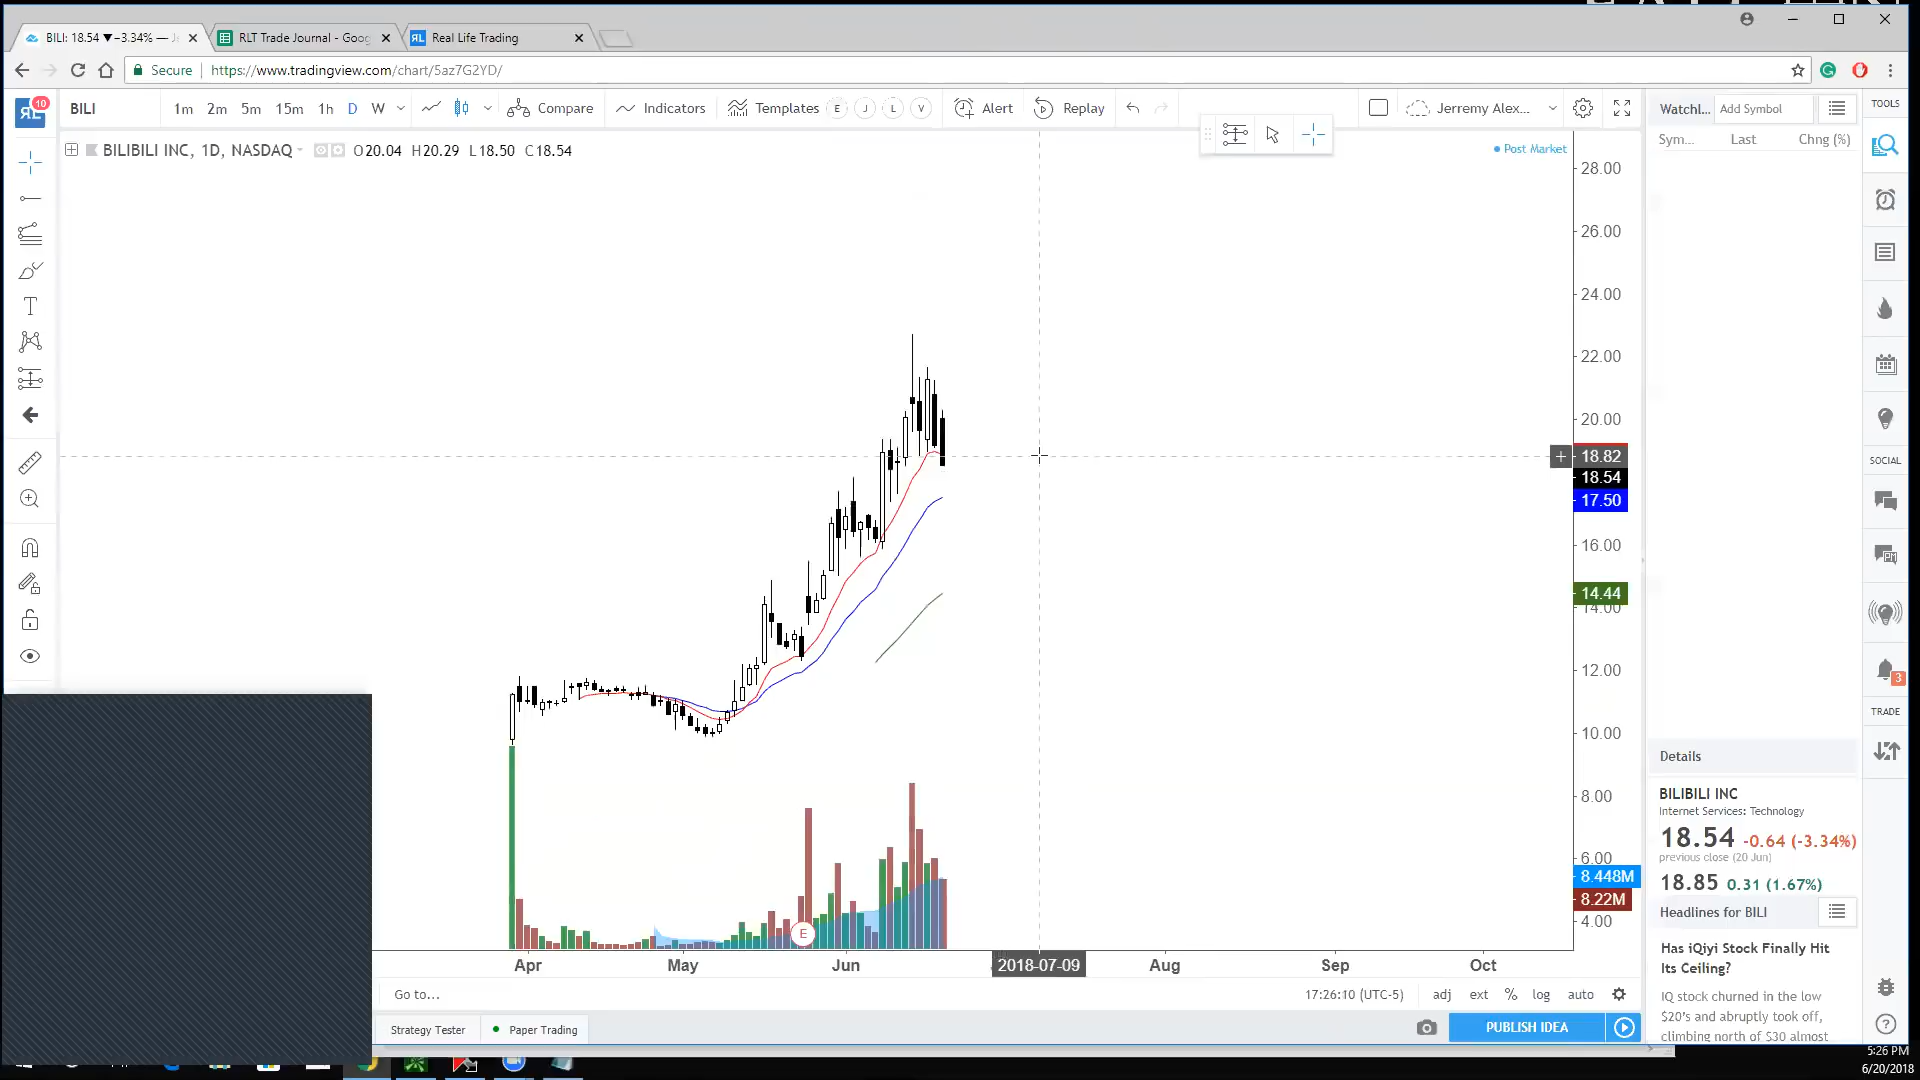 BILI: 18.54 ▼−3.34% — J
RLT Trade Journal - Goog
Real Life Trading
Secure
https://www.tradingview.com/chart/5az7G2YD/
10
BILI
1m 2m 5m 15m 1h D W
Compare
Indicators
Templates E J L V
Alert
Replay
Jerremy Alex...
Watchl...
Add Symbol
TOOLS
Sym... Last Chng (%)
BILIBILI INC, 1D, NASDAQ
O20.04 H20.29 L18.50 C18.54
Post Market
28.00
26.00
24.00
22.00
20.00
18.82
18.54
17.50
16.00
14.44
14.00
12.00
10.00
8.00
6.00
8.448M
8.22M
4.00
SOCIAL
PM
3
TRADE
E
Apr May Jun 2018-07-09 Aug Sep Oct
Details
BILIBILI INC
Internet Services: Technology
18.54 -0.64 (-3.34%)
previous close (20 Jun)
18.85 0.31 (1.67%)
Headlines for BILI
Has iQiyi Stock Finally Hit
Its Ceiling?
IQ stock churned in the low
$20's and abruptly took off,
climbing north of $30 almost
Go to...
17:26:10 (UTC-5)
adj ext % log auto
Strategy Tester
Paper Trading
PUBLISH IDEA
5:26 PM
6/20/2018